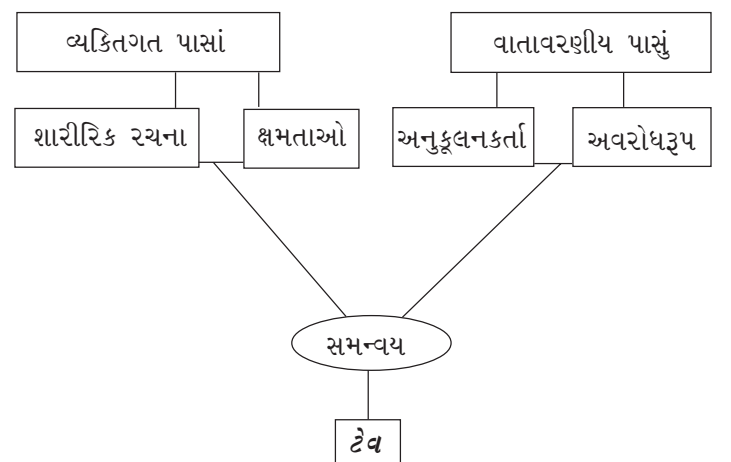 વ્યકિતગત પાસાં
વાતાવરણીય પાસું
શારીરિક રચના
ક્ષમતાઓ
અનુકૂલનકર્તા
અવરોધરૂપ
સમન્વય
ટેવ